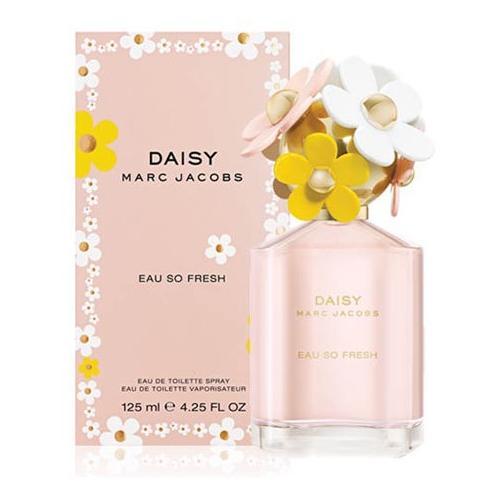 DAISY
MARC JACOBS
EAU SO FRESH
EAU DE TOILETTE SPRAY
EAU DE TOILETTE VAPORISATEUR
125 ml ℮ 4.25 FL OZ
DAISY
MARC JACOBS
EAU SO FRESH